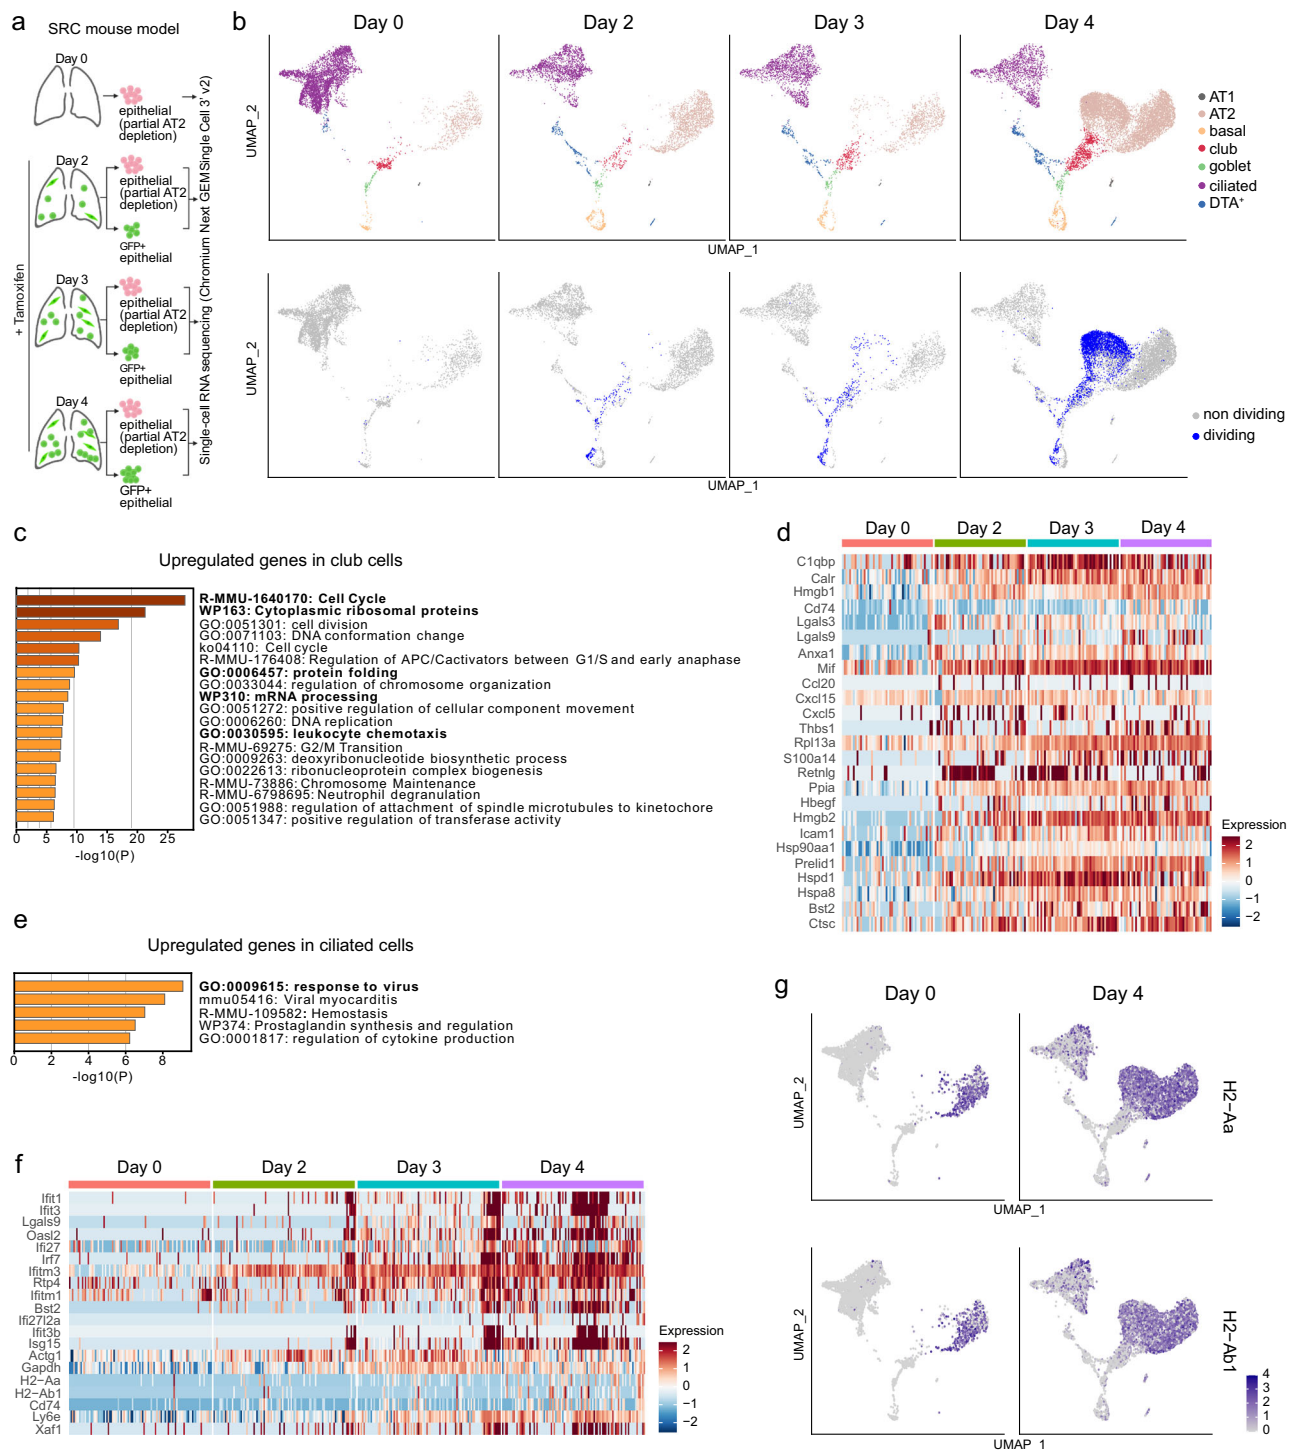 a
SRC mouse model
Day 0
epithelial
(partial AT2
depletion)
Day 2
epithelial
(partial AT2
depletion)
GFP+
epithelial
Day 3
epithelial
(partial AT2
depletion)
GFP+
epithelial
Day 4
epithelial
(partial AT2
depletion)
GFP+
epithelial
+ Tamoxifen
Single-cell RNA sequencing (Chromium Next GEMSingle Cell 3' v2)
b
Day 0
Day 2
Day 3
Day 4
UMAP_2
UMAP_1
AT1
AT2
basal
club
goblet
ciliated
DTA+
UMAP_2
UMAP_1
non dividing
dividing
c
Upregulated genes in club cells
R-MMU-1640170: Cell Cycle
WP163: Cytoplasmic ribosomal proteins
GO:0051301: cell division
GO:0071103: DNA conformation change
ko04110: Cell cycle
R-MMU-176408: Regulation of APC/Cactivators between G1/S and early anaphase
GO:0006457: protein folding
GO:0033044: regulation of chromosome organization
WP310: mRNA processing
GO:0051272: positive regulation of cellular component movement
GO:0006260: DNA replication
GO:0030595: leukocyte chemotaxis
R-MMU-69275: G2/M Transition
GO:0009263: deoxyribonucleotide biosynthetic process
GO:0022613: ribonucleoprotein complex biogenesis
R-MMU-73886: Chromosome Maintenance
R-MMU-6798695: Neutrophil degranulation
GO:0051988: regulation of attachment of spindle microtubules to kinetochore
GO:0051347: positive regulation of transferase activity
0 5 10 15 20 25
-log10(P)
d
Day 0
Day 2
Day 3
Day 4
C1qbp
Calr
Hmgb1
Cd74
Lgals3
Lgals9
Anxa1
Mif
Ccl20
Cxcl15
Cxcl5
Thbs1
Rpl13a
S100a14
Retnlg
Ppia
Hbegf
Hmgb2
Icam1
Hsp90aa1
Prelid1
Hspd1
Hspa8
Bst2
Ctsc
Expression
2
1
0
−1
−2
e
Upregulated genes in ciliated cells
GO:0009615: response to virus
mmu05416: Viral myocarditis
R-MMU-109582: Hemostasis
WP374: Prostaglandin synthesis and regulation
GO:0001817: regulation of cytokine production
0 2 4 6 8
-log10(P)
f
Day 0
Day 2
Day 3
Day 4
Ifit1
Ifit3
Lgals9
Oasl2
Ifi27
Irf7
Ifitm3
Rtp4
Ifitm1
Bst2
Ifi27l2a
Ifit3b
Isg15
Actg1
Gapdh
H2−Aa
H2−Ab1
Cd74
Ly6e
Xaf1
Expression
2
1
0
−1
−2
g
Day 0
Day 4
UMAP_2
UMAP_1
H2−Aa
UMAP_2
UMAP_1
H2−Ab1
4
3
2
1
0